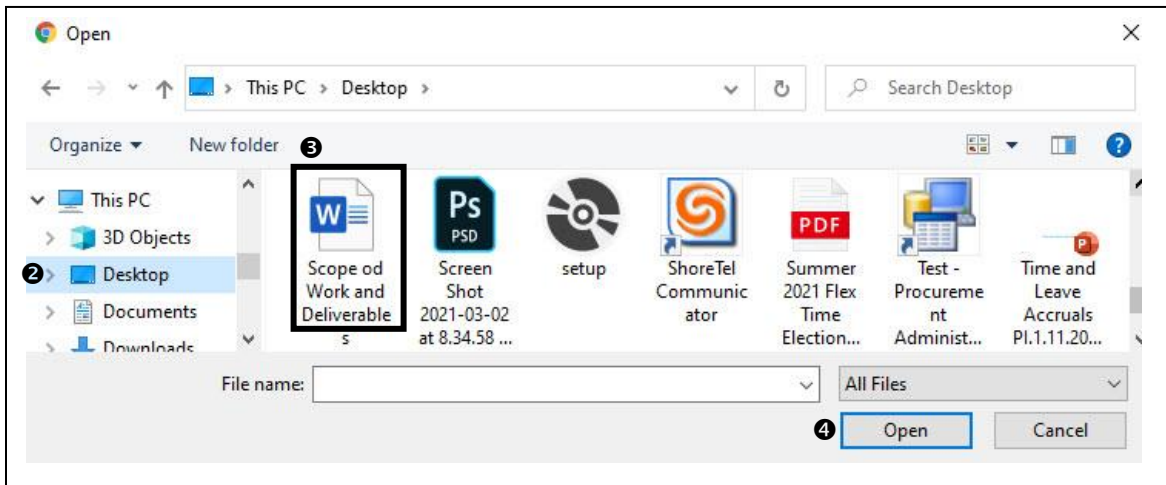 Open
This PC > Desktop >
Search Desktop
Organize
New folder
❸
This PC
3D Objects
❷ Desktop
Documents
Downloads
W
Scope od
Work and
Deliverable
s
Ps
PSD
Screen
Shot
2021-03-02
at 8.34.58 ...
setup
S
ShoreTel
Communic
ator
PDF
Summer
2021 Flex
Time
Election...
Test -
Procureme
nt
Administ...
P
Time and
Leave
Accruals
PI.1.11.20...
File name:
All Files
❹ Open
Cancel